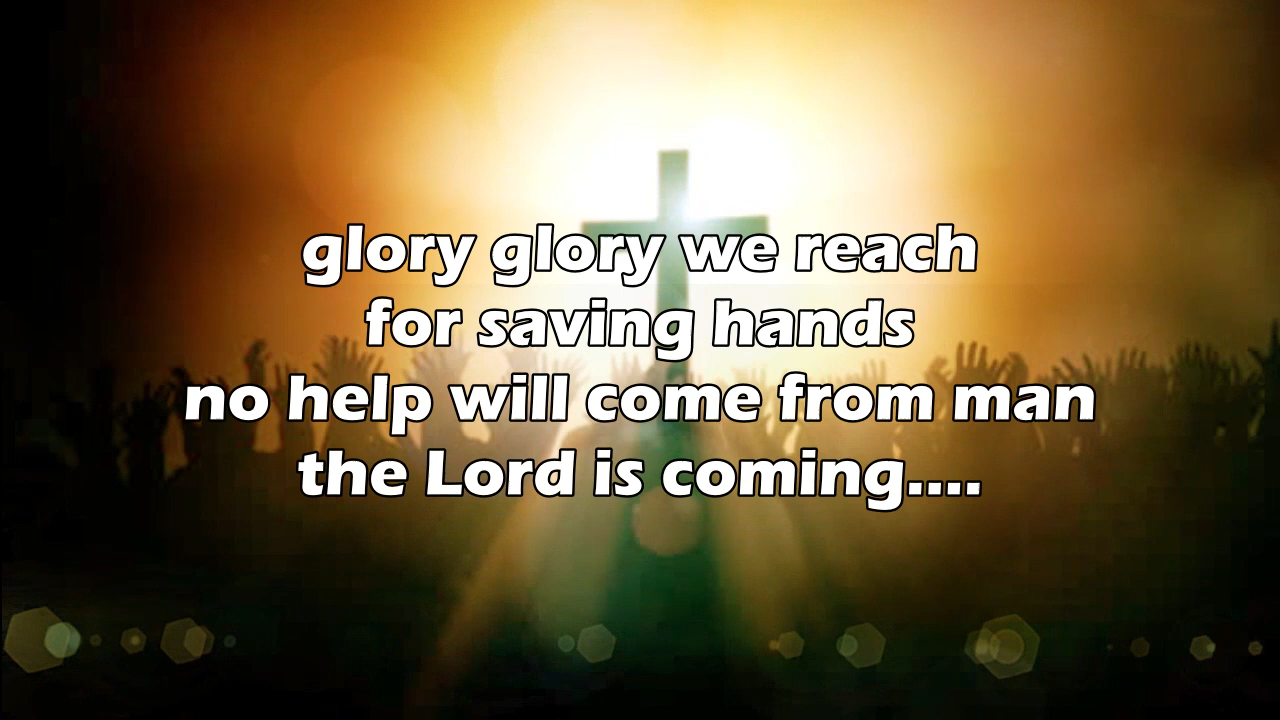 glory glory we reach
for saving hands
no help will come from man
the Lord is coming....